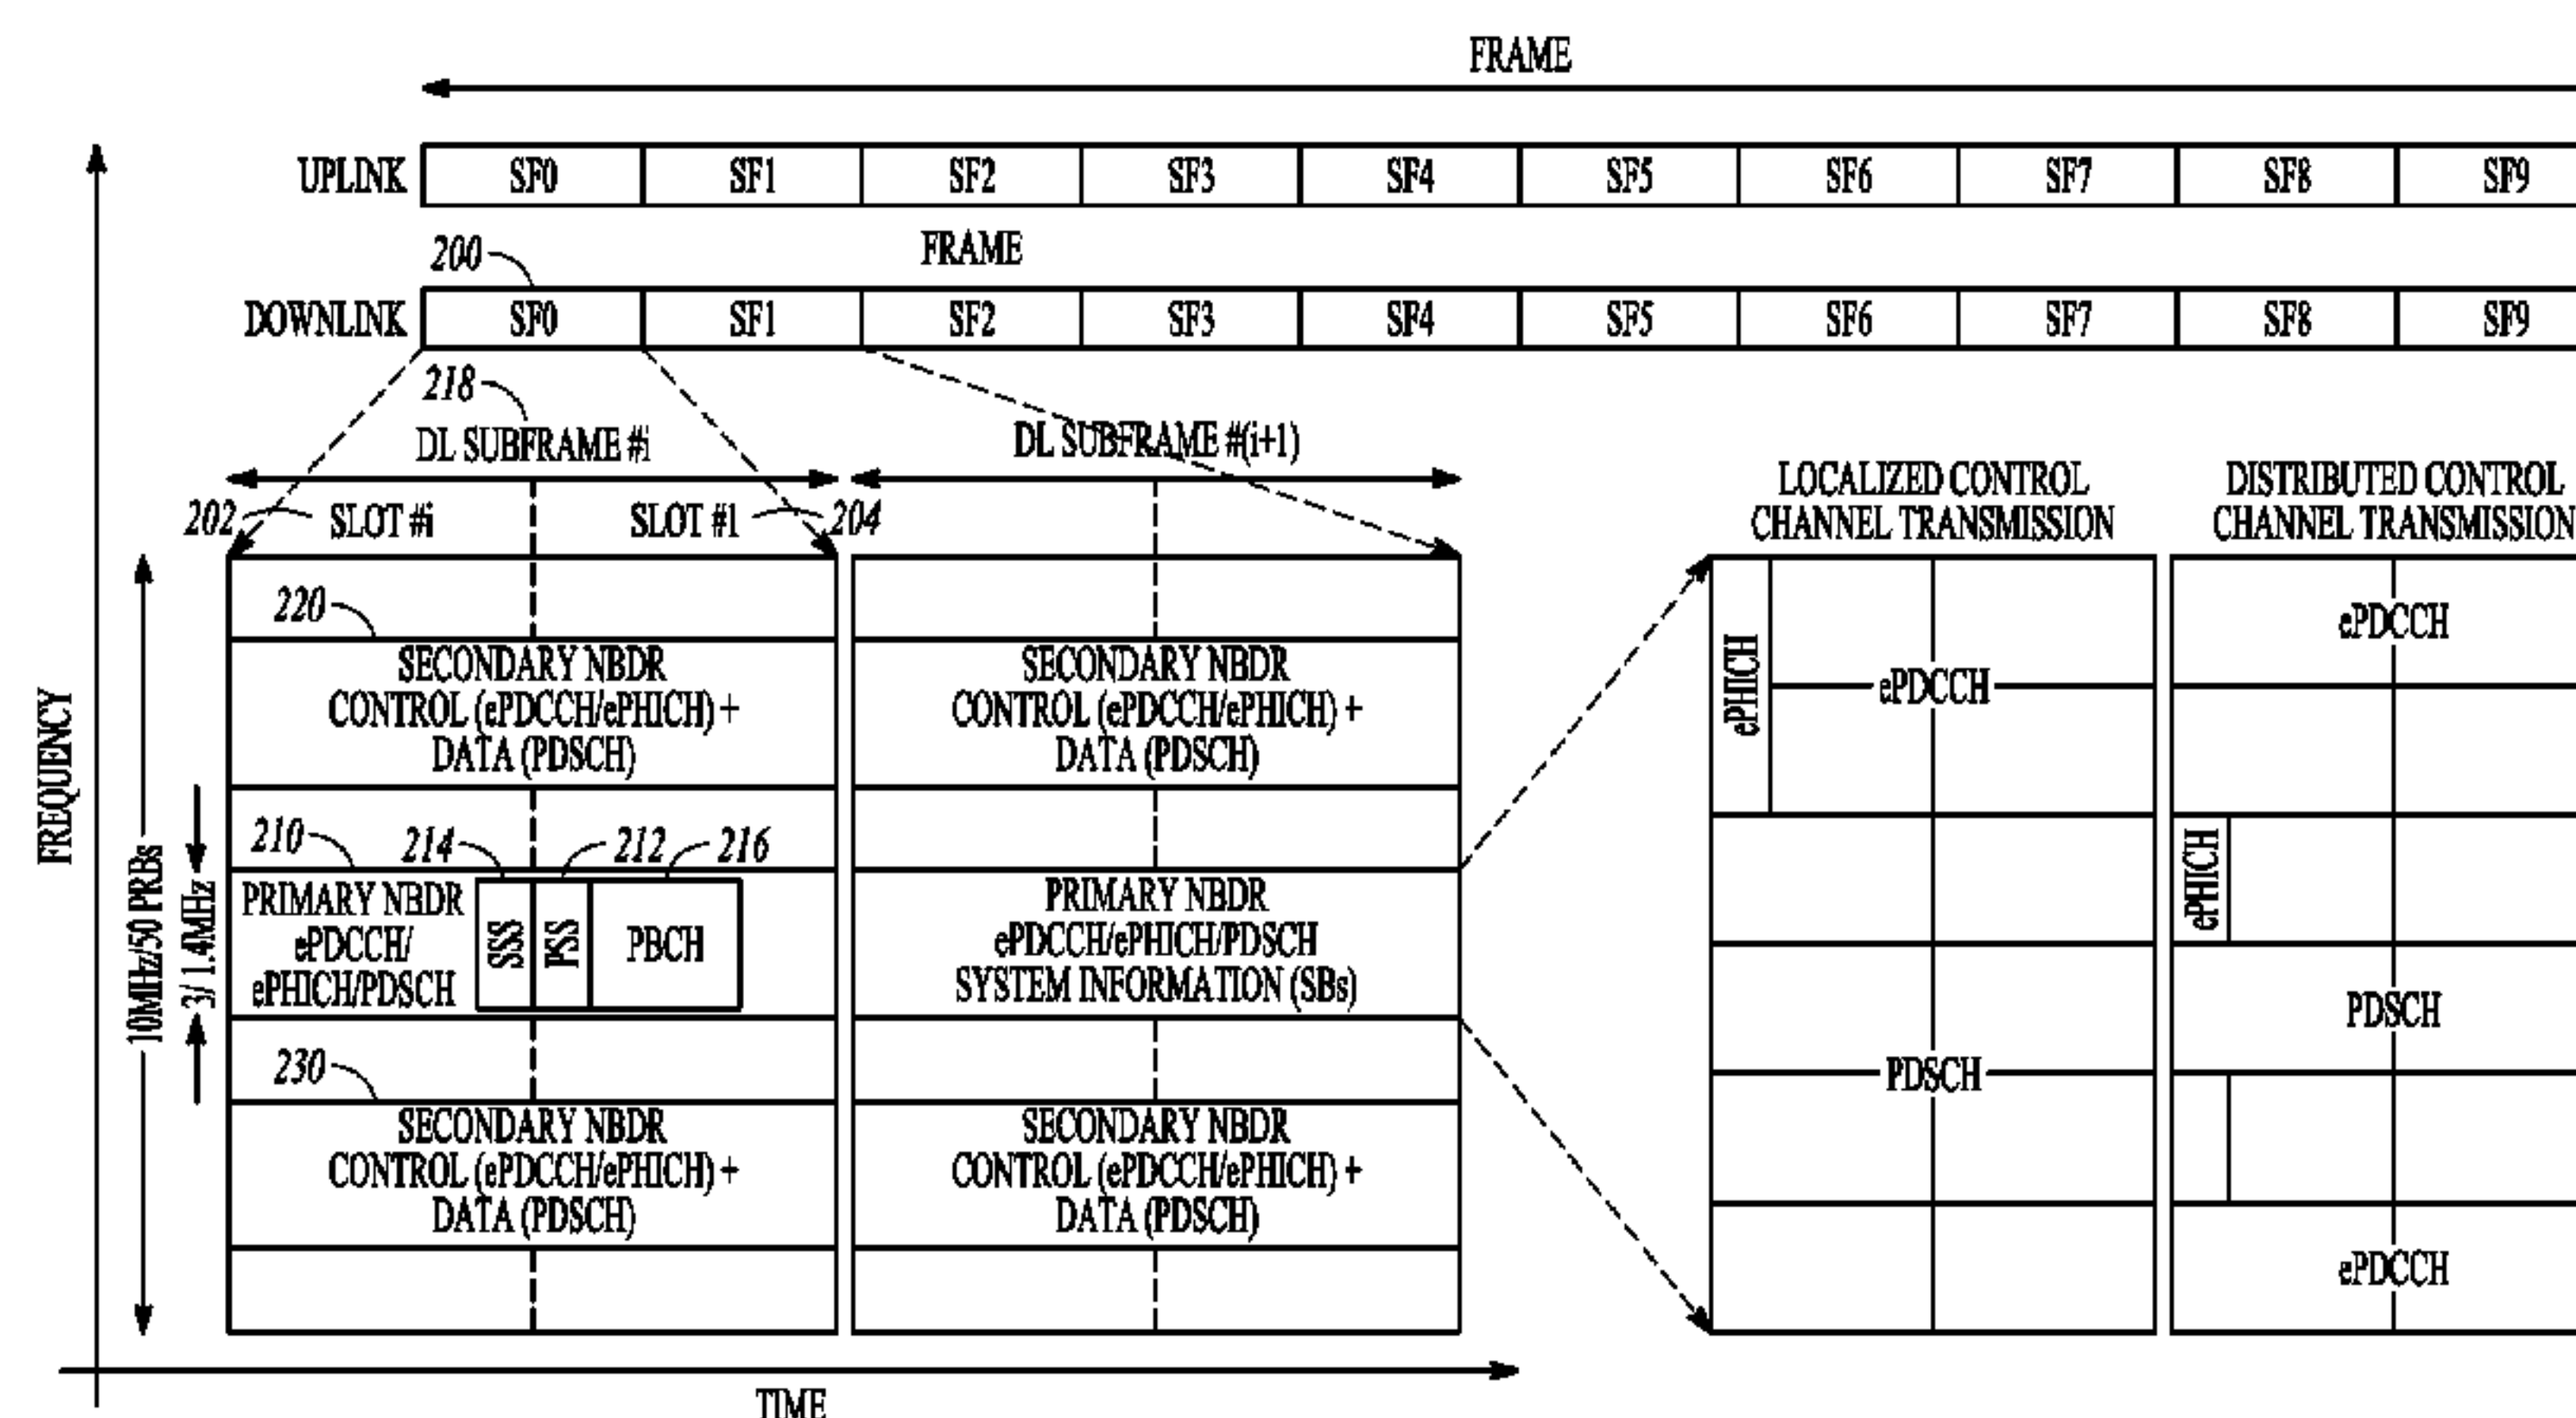 FRAME
UPLINK SF0 SF1 SF2 SF3 SF4 SF5 SF6 SF7 SF8 SF9
200 FRAME
DOWNLINK SF0 SF1 SF2 SF3 SF4 SF5 SF6 SF7 SF8 SF9
218
DL SUBFRAME #i DL SUBFRAME #(i+1)
202 SLOT #i SLOT #1 204
LOCALIZED CONTROL
CHANNEL TRANSMISSION
DISTRIBUTED CONTROL
CHANNEL TRANSMISSION
FREQUENCY
10MHz/50 PRBs
3/ 1.4MHz
220
SECONDARY NBDR
CONTROL (ePDCCH/ePHICH) +
DATA (PDSCH)
SECONDARY NBDR
CONTROL (ePDCCH/ePHICH) +
DATA (PDSCH)
210 214 212 216
PRIMARY NBDR
ePDCCH/
ePHICH/PDSCH
SSS
PSS
PBCH
PRIMARY NBDR
ePDCCH/ePHICH/PDSCH
SYSTEM INFORMATION (SBs)
230
SECONDARY NBDR
CONTROL (ePDCCH/ePHICH) +
DATA (PDSCH)
SECONDARY NBDR
CONTROL (ePDCCH/ePHICH) +
DATA (PDSCH)
ePHICH
ePDCCH
PDSCH
ePDCCH
ePHICH
PDSCH
ePDCCH
TIME